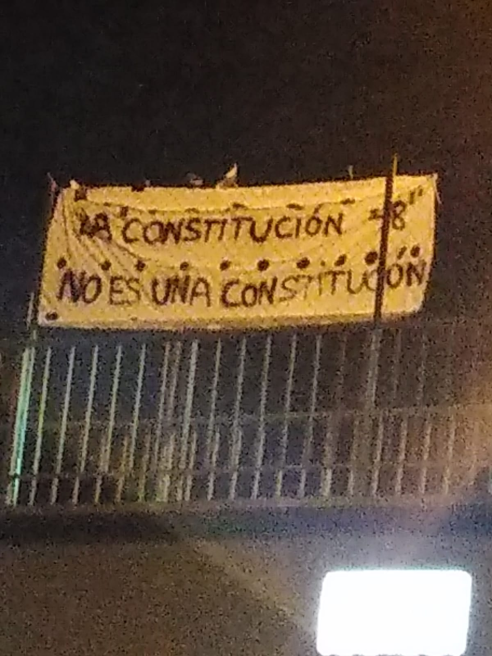 LA "CONSTITUCIÓN 78"
NO ES UNA CONSTITUCIÓN